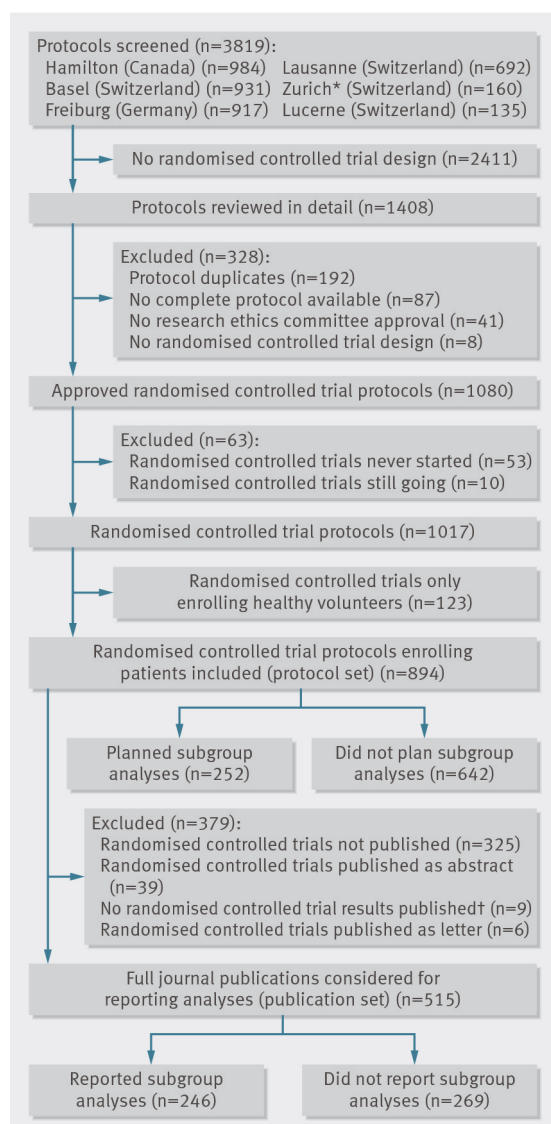 Protocols screened (n=3819):
Hamilton (Canada) (n=984) Lausanne (Switzerland) (n=692)
Basel (Switzerland) (n=931) Zurich* (Switzerland) (n=160)
Freiburg (Germany) (n=917) Lucerne (Switzerland) (n=135)
No randomised controlled trial design (n=2411)
Protocols reviewed in detail (n=1408)
Excluded (n=328):
Protocol duplicates (n=192)
No complete protocol available (n=87)
No research ethics committee approval (n=41)
No randomised controlled trial design (n=8)
Approved randomised controlled trial protocols (n=1080)
Excluded (n=63):
Randomised controlled trials never started (n=53)
Randomised controlled trials still going (n=10)
Randomised controlled trial protocols (n=1017)
Randomised controlled trials only
enrolling healthy volunteers (n=123)
Randomised controlled trial protocols enrolling
patients included (protocol set) (n=894)
Planned subgroup
analyses (n=252)
Did not plan subgroup
analyses (n=642)
Excluded (n=379):
Randomised controlled trials not published (n=325)
Randomised controlled trials published as abstract
(n=39)
No randomised controlled trial results published† (n=9)
Randomised controlled trials published as letter (n=6)
Full journal publications considered for
reporting analyses (publication set) (n=515)
Reported subgroup
analyses (n=246)
Did not report subgroup
analyses (n=269)